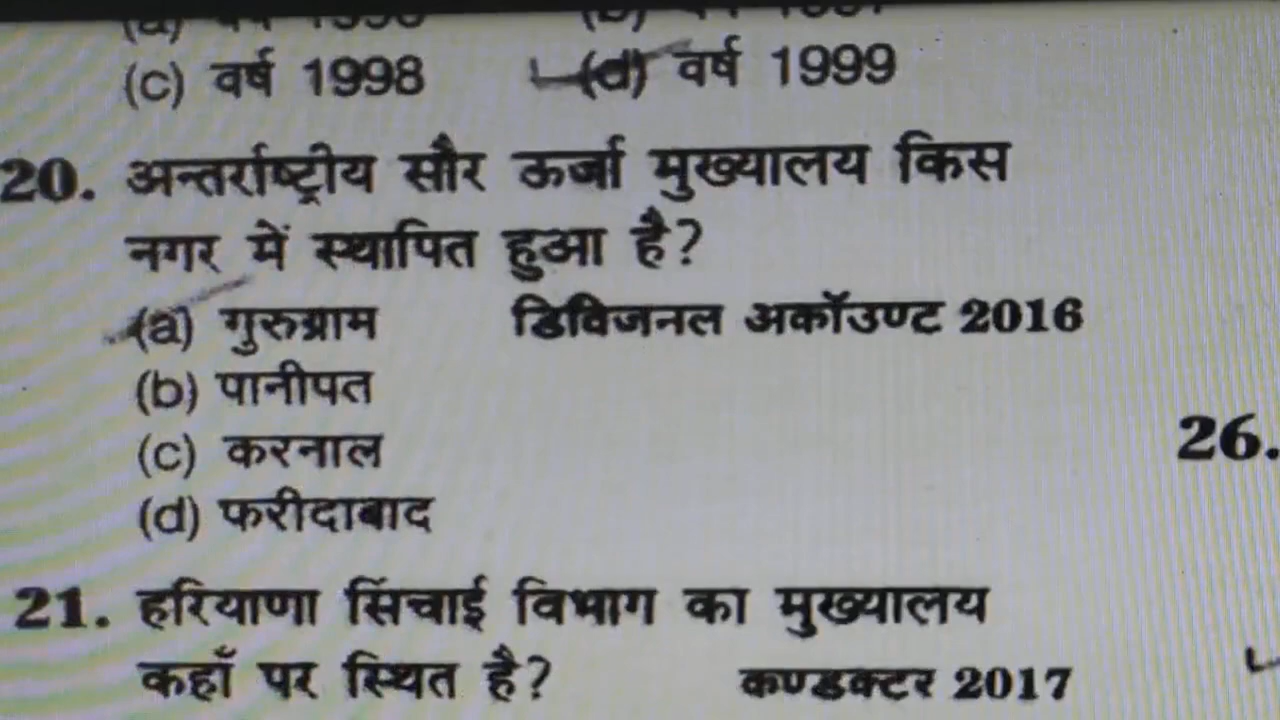 (c) वर्ष 1998 (d) वर्ष 1999
20. अन्तर्राष्ट्रीय सौर ऊर्जा मुख्यालय किस
नगर में स्थापित हुआ है?
(a) गुरुग्राम डिविजनल अकॉउण्ट 2016
(b) पानीपत
(c) करनाल
(d) फरीदाबाद
26.
21. हरियाणा सिंचाई विभाग का मुख्यालय
कहाँ पर स्थित है? कण्डक्टर 2017